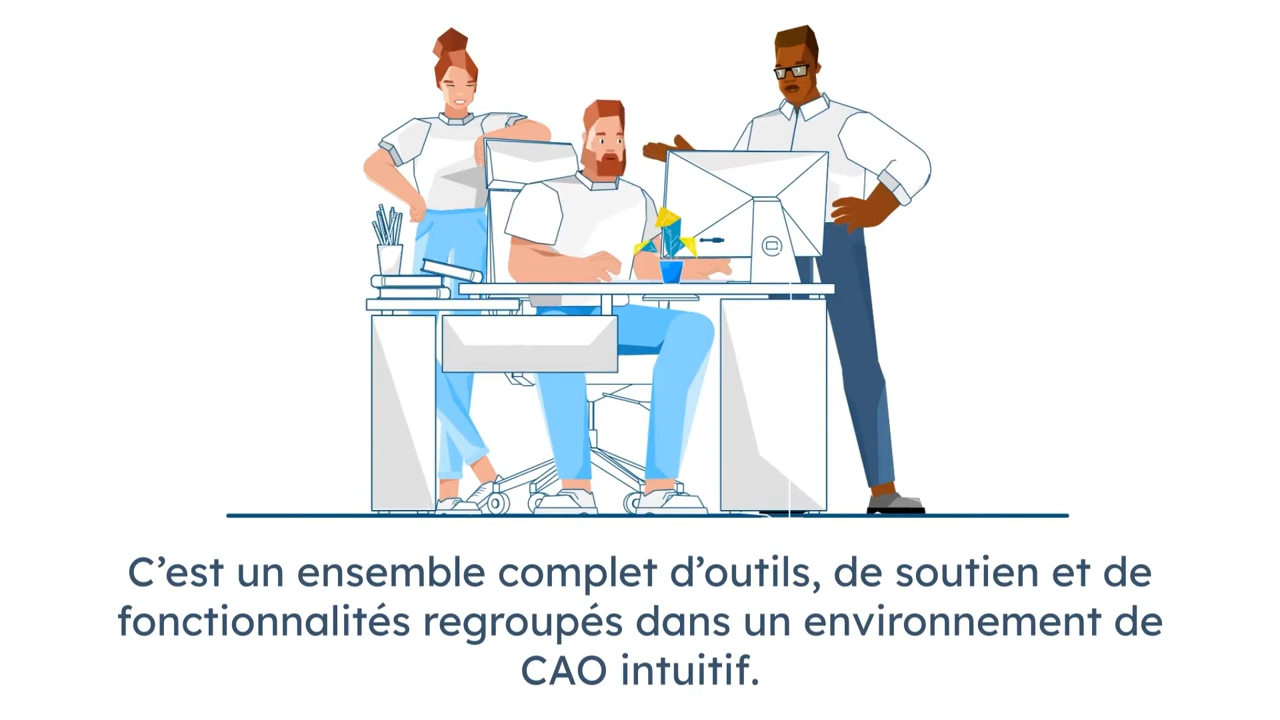 C’est un ensemble complet d’outils, de soutien et de
fonctionnalités regroupés dans un environnement de
CAO intuitif.